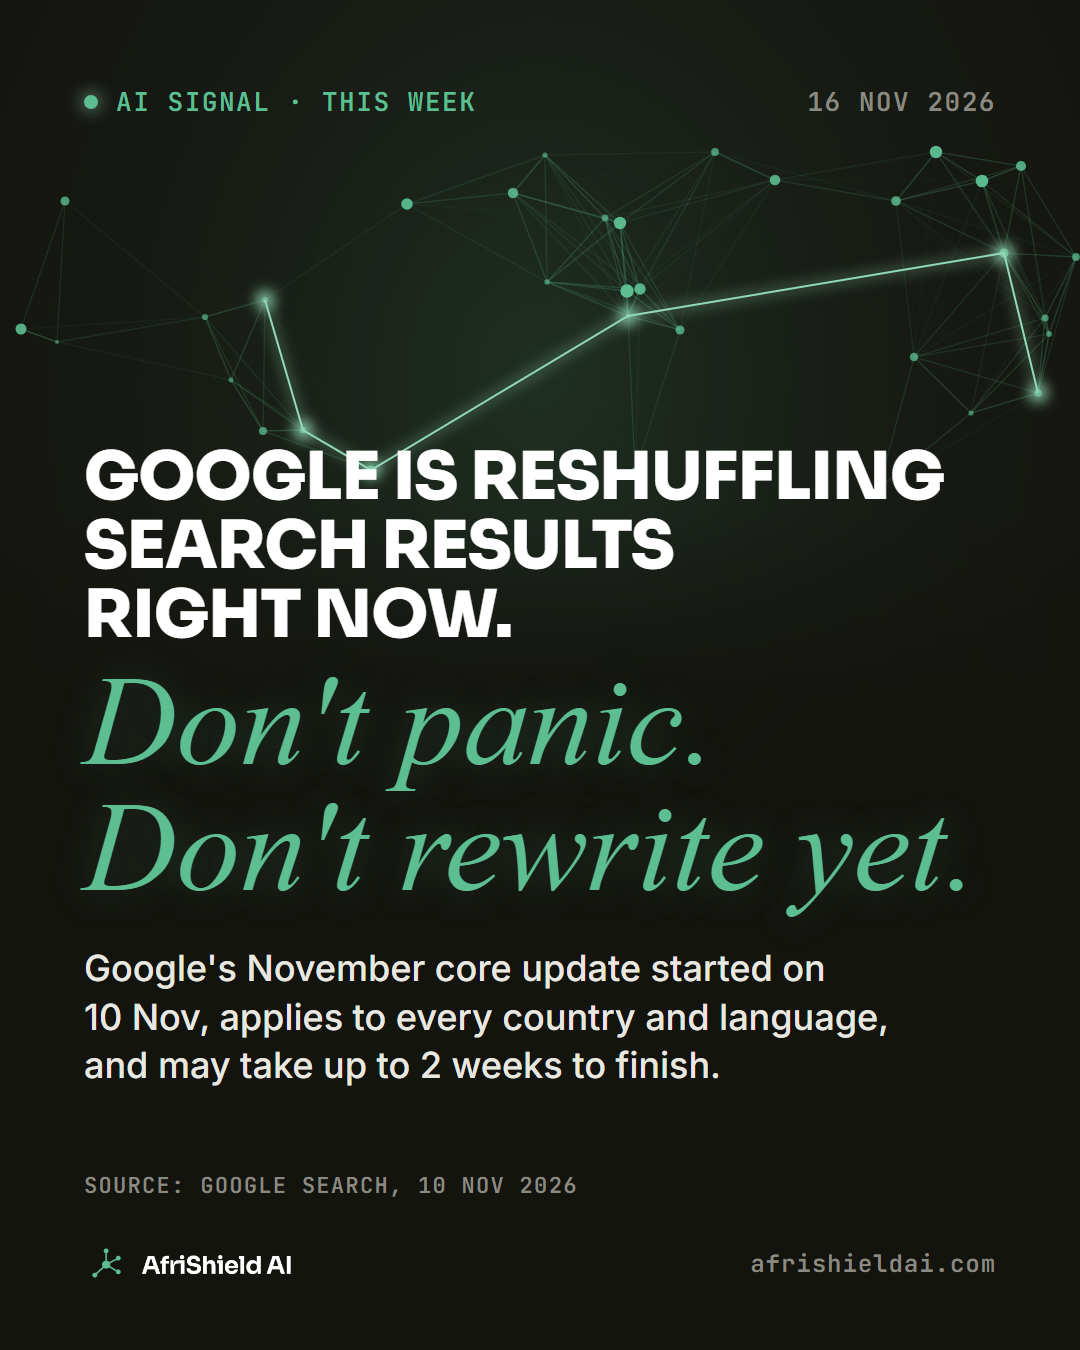 AI SIGNAL · THIS WEEK
16 NOV 2026
GOOGLE IS RESHUFFLING
SEARCH RESULTS
RIGHT NOW.
Don't panic.
Don't rewrite yet.
Google's November core update started on
10 Nov, applies to every country and language,
and may take up to 2 weeks to finish.
SOURCE: GOOGLE SEARCH, 10 NOV 2026
AfriShield AI
afrishieldai.com